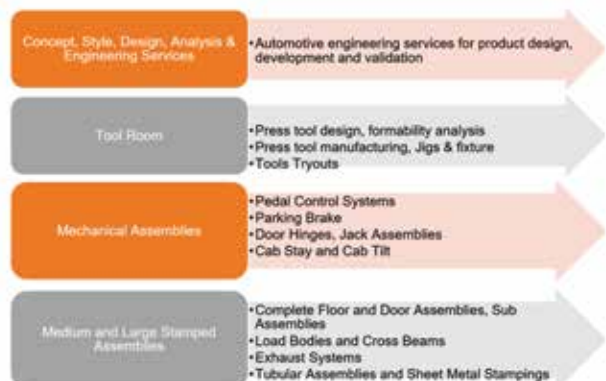 Concept, Style, Design, Analysis &
Engineering Services
•Automotive engineering services for product design,
development and validation
Tool Room
•Press tool design, formability analysis
•Press tool manufacturing, Jigs & fixture
•Tools Tryouts
Mechanical Assemblies
•Pedal Control Systems
•Parking Brake
•Door Hinges, Jack Assemblies
•Cab Stay and Cab Tilt
Medium and Large Stamped
Assemblies
•Complete Floor and Door Assemblies, Sub
Assemblies
•Load Bodies and Cross Beams
•Exhaust Systems
•Tubular Assemblies and Sheet Metal Stampings